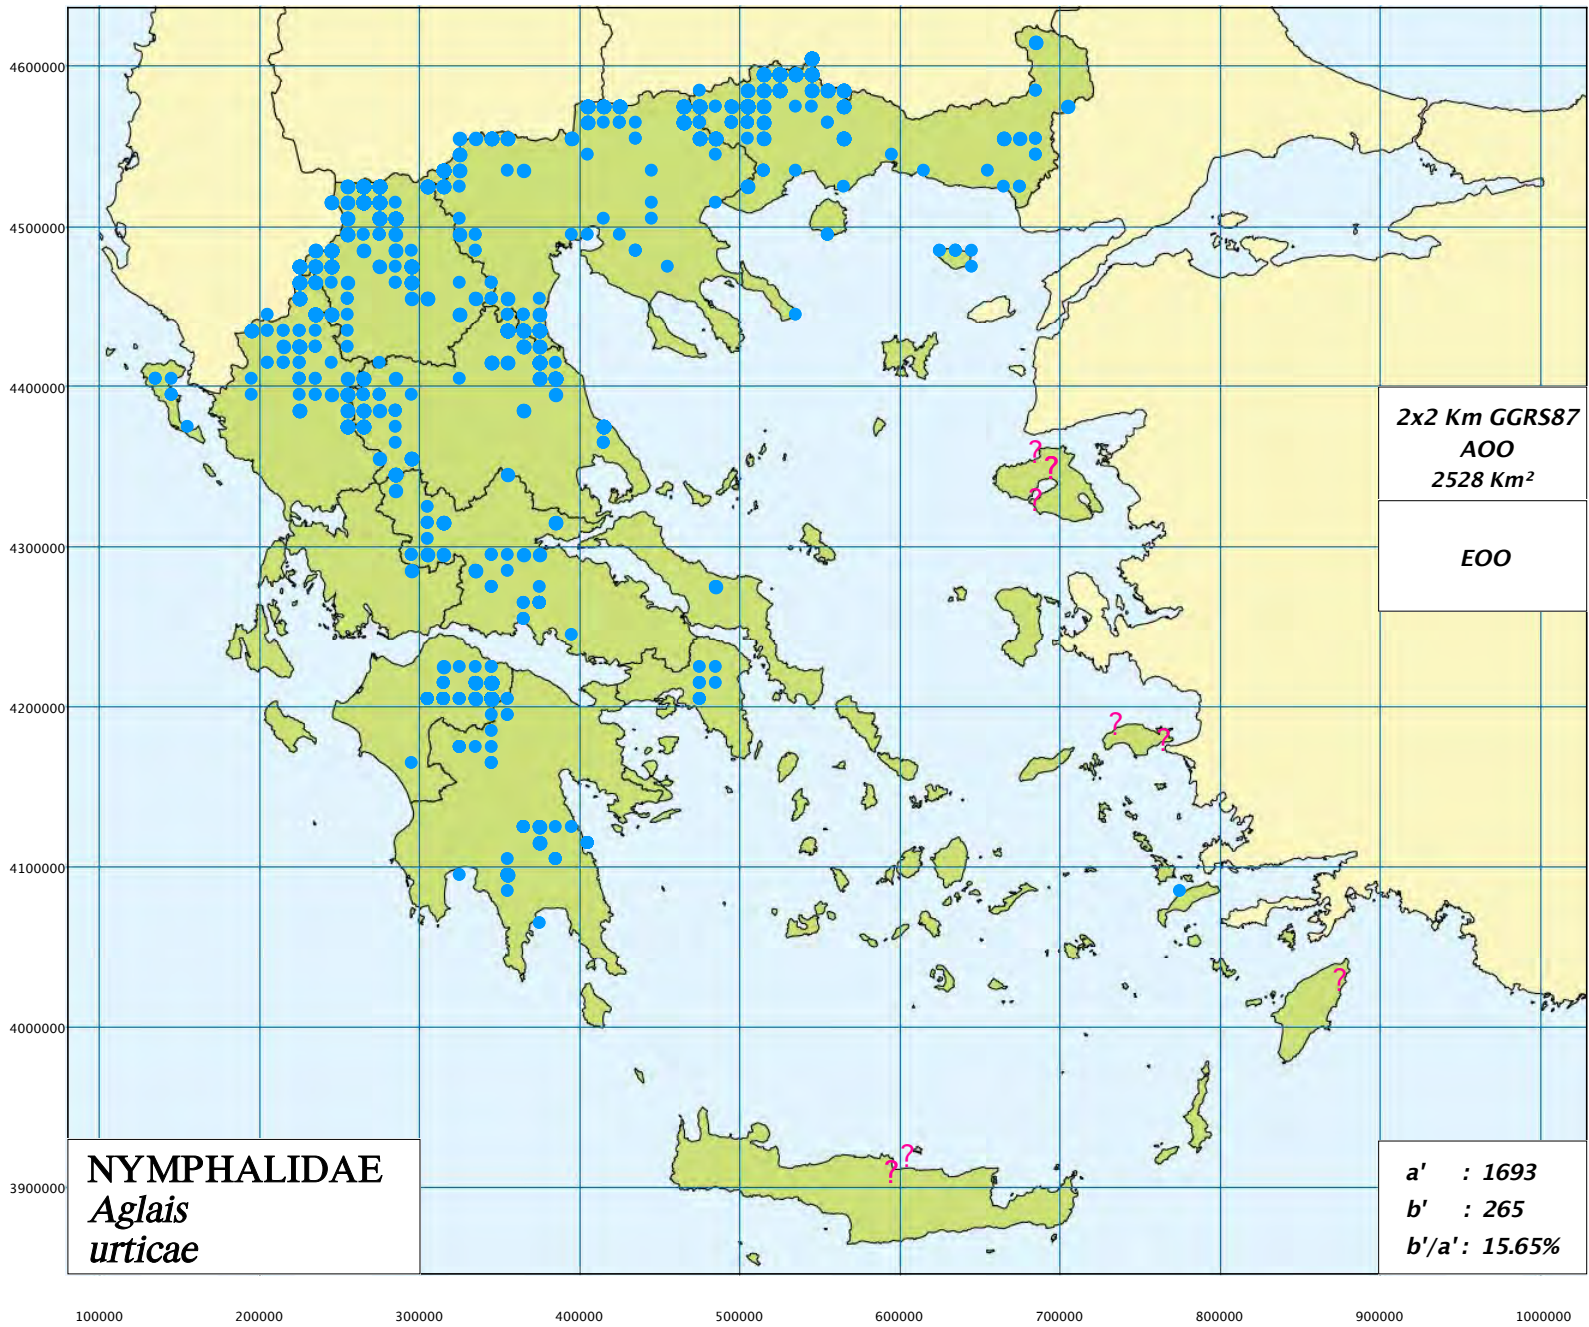 4600000
4500000
4400000
4300000
4200000
4100000
4000000
3900000
2x2 Km GGRS87
AOO
2528 Km²
EOO
?
?
?
?
?
?
?
?
NYMPHALIDAE
Aglais
urticae
a' : 1693
b' : 265
b'/a' : 15.65%
100000 200000 300000 400000 500000 600000 700000 800000 900000 1000000